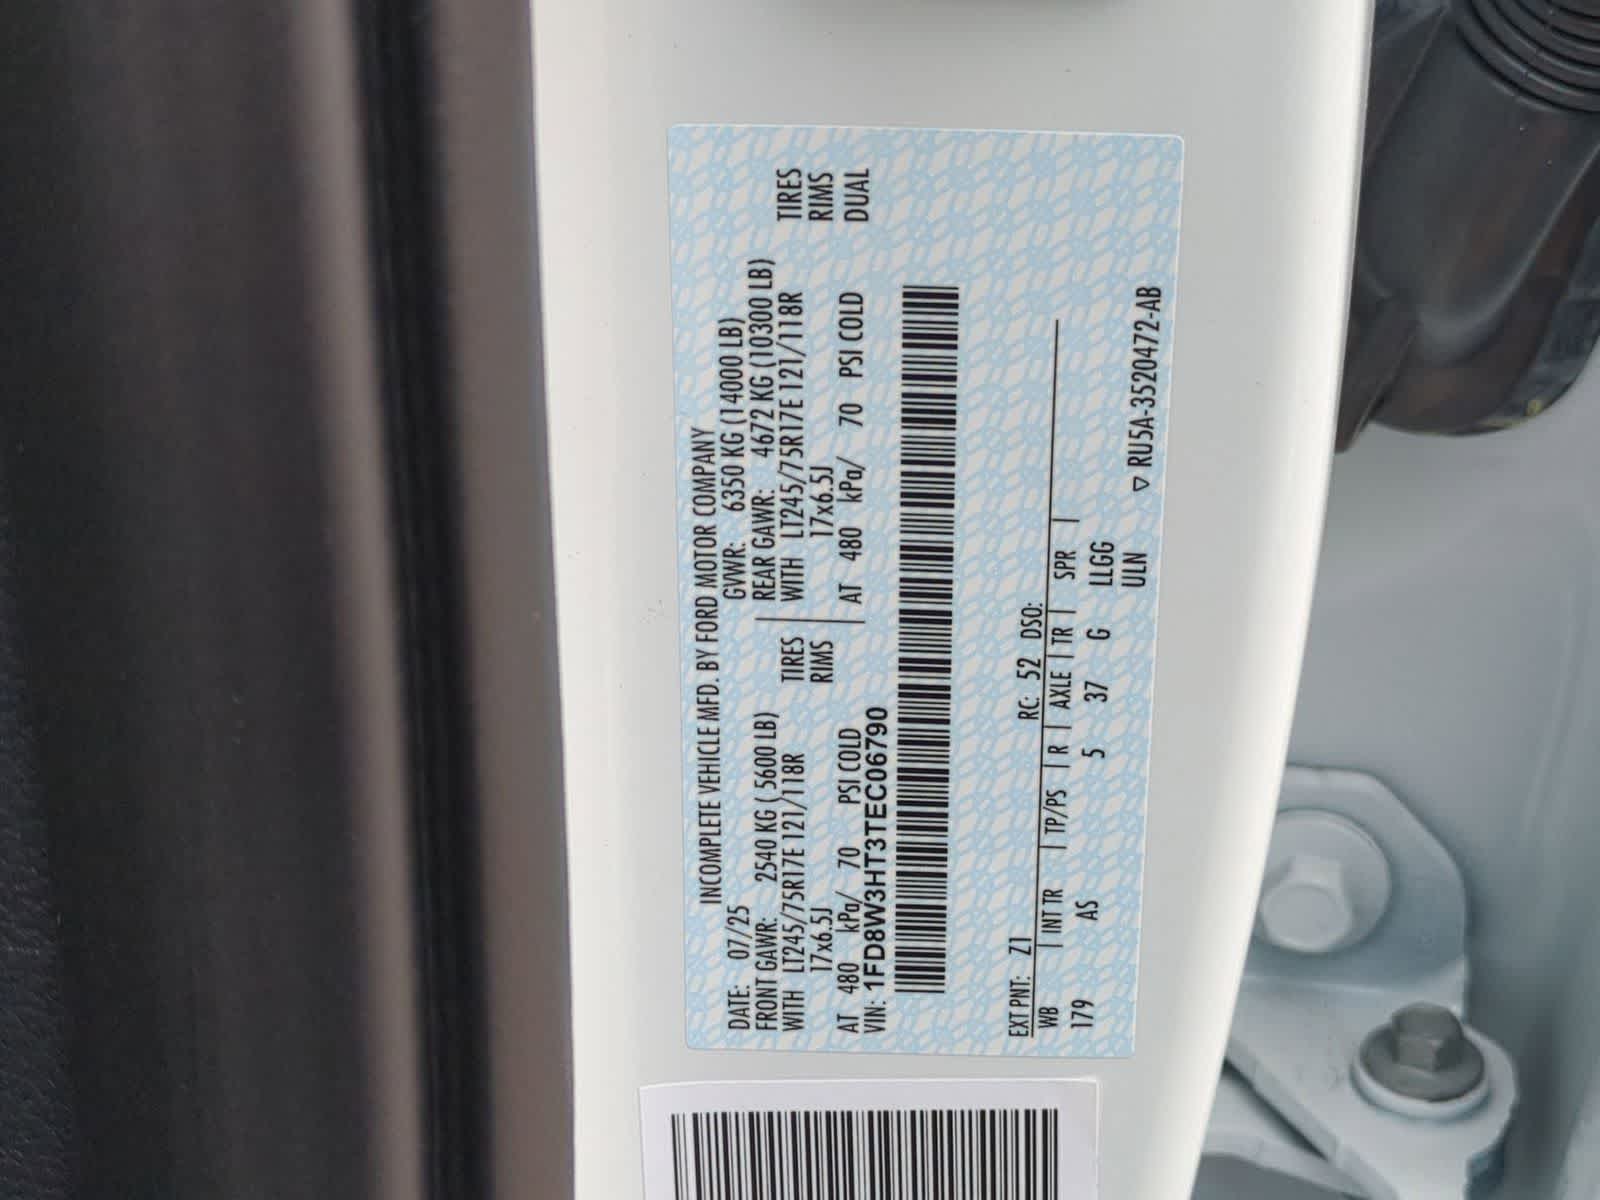 INCOMPLETE VEHICLE MFD. BY FORD MOTOR COMPANY
DATE: 07/25 GVWR: 6350 KG (14000 LB)
FRONT GAWR: 2540 KG ( 5600 LB) REAR GAWR: 4672 KG (10300 LB)
WITH LT245/75R17E 121/118R TIRES WITH LT245/75R17E 121/118R TIRES
17x6.5J RIMS 17x6.5J RIMS
AT 480 kPa/ 70 PSI COLD AT 480 kPa/ 70 PSI COLD DUAL
VIN: 1FD8W3HT3TEC06790
EXT PNT: Z1 RC: 52 DSO:
WB | INT TR | TP/PS | R | AXLE | TR | SPR |
179 AS 5 37 G LLGG
ULN
▽ RU5A-3520472-AB